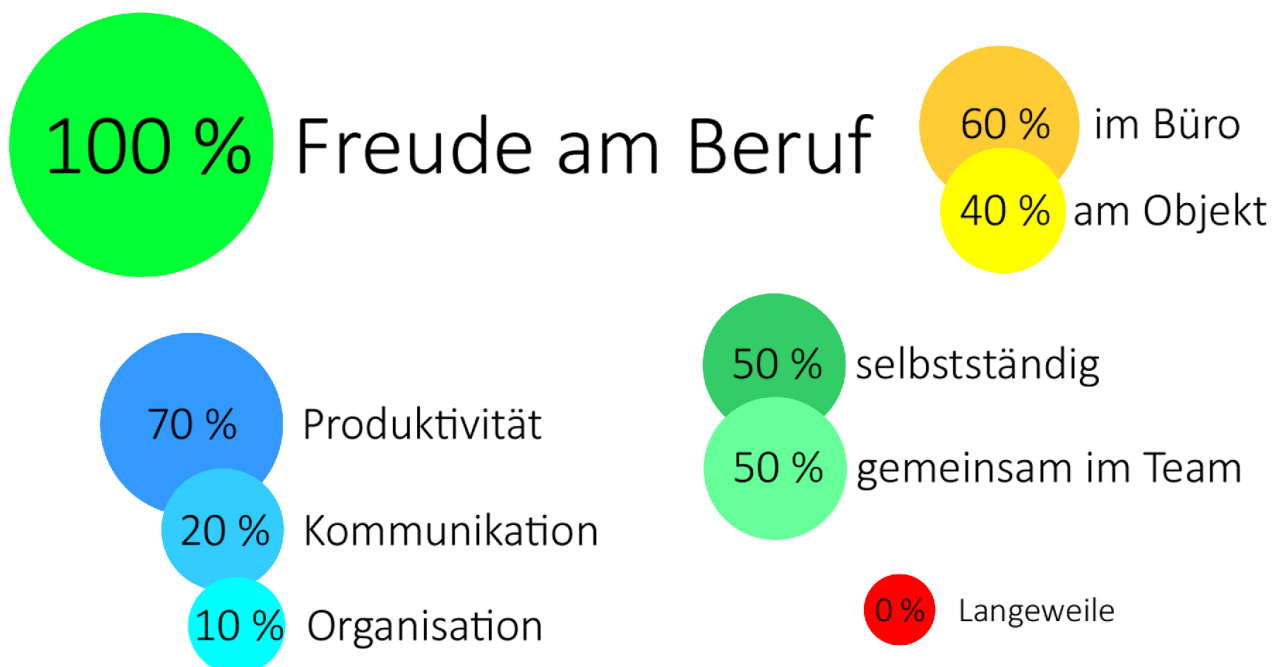 100 % Freude am Beruf
60 % im Büro
40 % am Objekt
70 % Produktivität
20 % Kommunikation
10 % Organisation
50 % selbstständig
50 % gemeinsam im Team
0 % Langeweile